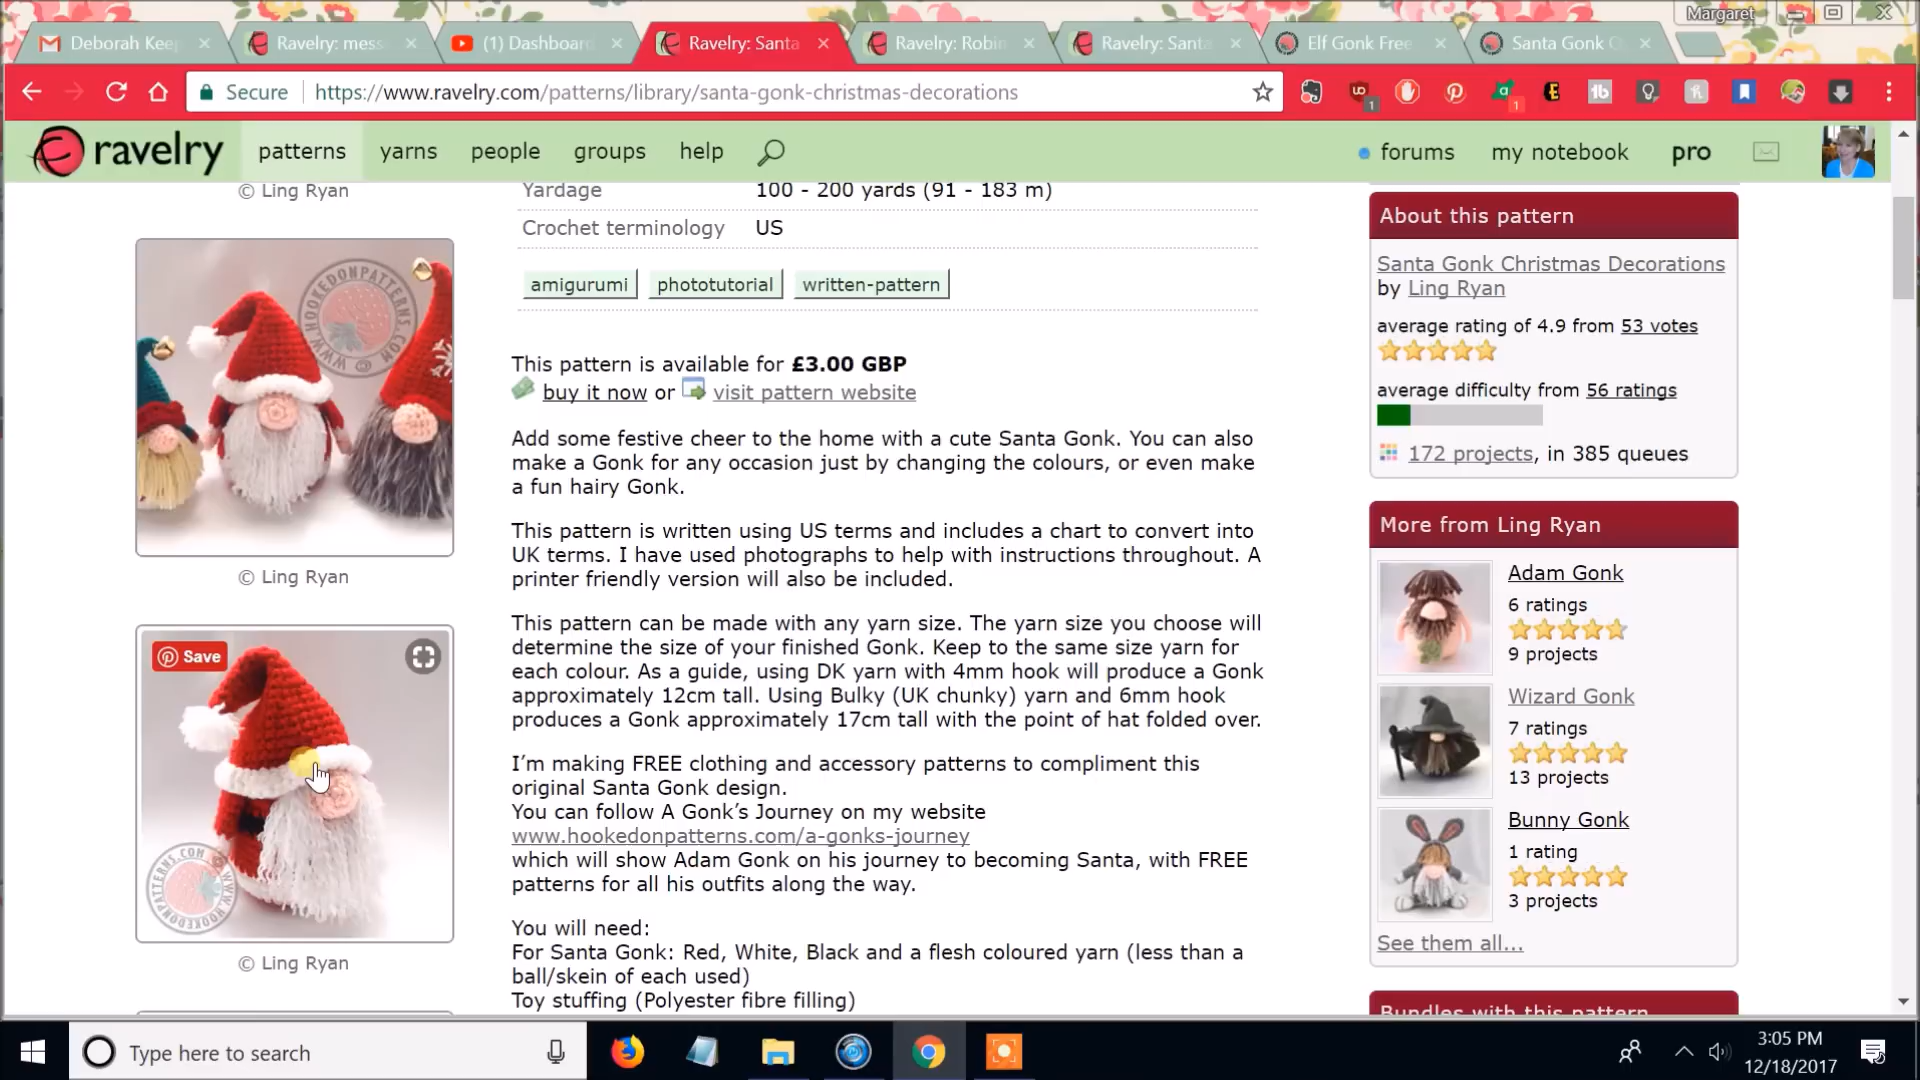 Margaret
Deborah Kee
Ravelry: mess
(1) Dashboar
Ravelry: Santa
Ravelry: Robin
Ravelry: Santa
Elf Gonk Free
Santa Gonk
Secure
https://www.ravelry.com/patterns/library/santa-gonk-christmas-decorations
ravelry
patterns
yarns
people
groups
help
forums
my notebook
pro
© Ling Ryan
Yardage 100 - 200 yards (91 - 183 m)
Crochet terminology US
amigurumi
phototutorial
written-pattern
WWW.HOOKEDONPATTERNS.COM
© Ling Ryan
Save
© Ling Ryan
This pattern is available for £3.00 GBP
buy it now or visit pattern website
Add some festive cheer to the home with a cute Santa Gonk. You can also
make a Gonk for any occasion just by changing the colours, or even make
a fun hairy Gonk.
This pattern is written using US terms and includes a chart to convert into
UK terms. I have used photographs to help with instructions throughout. A
printer friendly version will also be included.
This pattern can be made with any yarn size. The yarn size you choose will
determine the size of your finished Gonk. Keep to the same size yarn for
each colour. As a guide, using DK yarn with 4mm hook will produce a Gonk
approximately 12cm tall. Using Bulky (UK chunky) yarn and 6mm hook
produces a Gonk approximately 17cm tall with the point of hat folded over.
I'm making FREE clothing and accessory patterns to compliment this
original Santa Gonk design.
You can follow A Gonk's Journey on my website
www.hookedonpatterns.com/a-gonks-journey
which will show Adam Gonk on his journey to becoming Santa, with FREE
patterns for all his outfits along the way.
You will need:
For Santa Gonk: Red, White, Black and a flesh coloured yarn (less than a
ball/skein of each used)
Toy stuffing (Polyester fibre filling)
About this pattern
Santa Gonk Christmas Decorations
by Ling Ryan
average rating of 4.9 from 53 votes
average difficulty from 56 ratings
172 projects, in 385 queues
More from Ling Ryan
Adam Gonk
6 ratings
9 projects
Wizard Gonk
7 ratings
13 projects
Bunny Gonk
1 rating
3 projects
See them all...
Bundles with this pattern
Type here to search
3:05 PM
12/18/2017